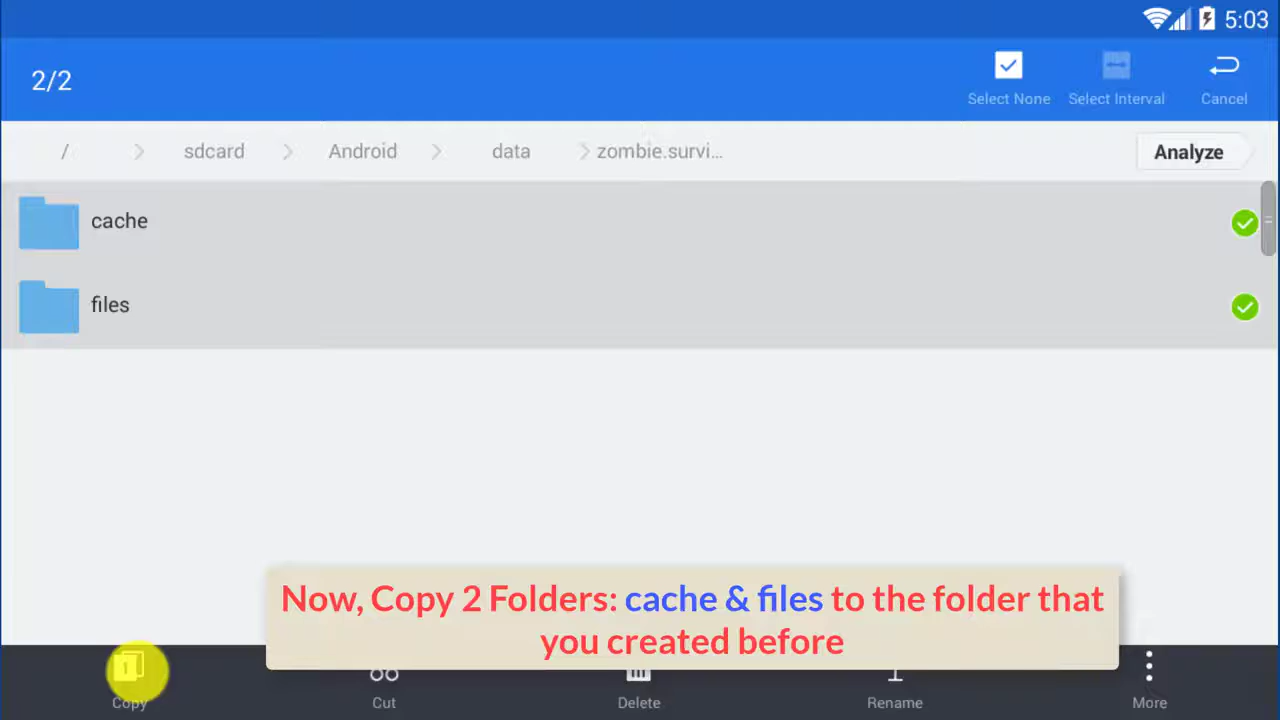 5:03
2/2
Select None
Select Interval
Cancel
/ sdcard Android data zombie.survi...
Analyze
cache
files
Now, Copy 2 Folders: cache & files to the folder that
you created before
Copy
Cut
Delete
Rename
More